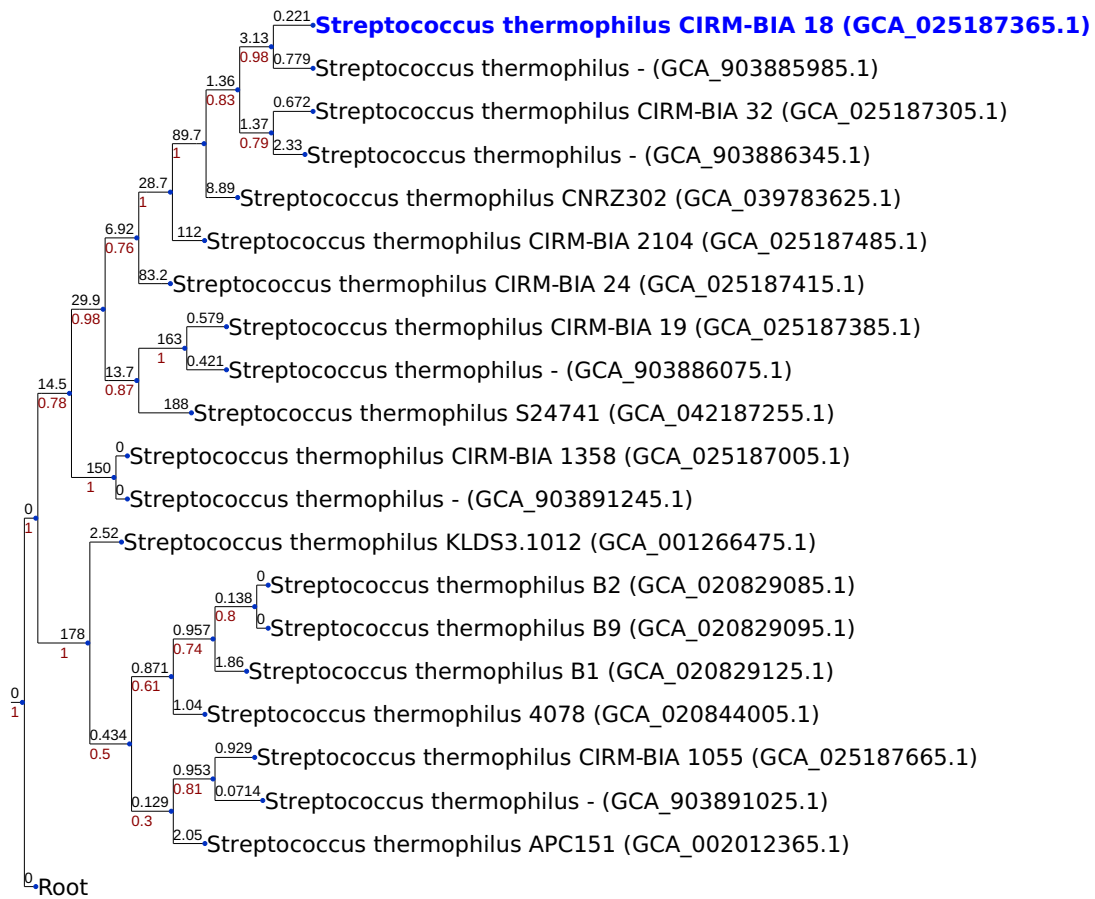 0.221
Streptococcus thermophilus CIRM-BIA 18 (GCA_025187365.1)
3.13
0.98
0.779
Streptococcus thermophilus - (GCA_903885985.1)
1.36
0.83
0.672
Streptococcus thermophilus CIRM-BIA 32 (GCA_025187305.1)
1.37
0.79
2.33
Streptococcus thermophilus - (GCA_903886345.1)
89.7
1
8.89
Streptococcus thermophilus CNRZ302 (GCA_039783625.1)
28.7
1
112
Streptococcus thermophilus CIRM-BIA 2104 (GCA_025187485.1)
6.92
0.76
83.2
Streptococcus thermophilus CIRM-BIA 24 (GCA_025187415.1)
29.9
0.98
0.579
Streptococcus thermophilus CIRM-BIA 19 (GCA_025187385.1)
163
1
0.421
Streptococcus thermophilus - (GCA_903886075.1)
13.7
0.87
188
Streptococcus thermophilus S24741 (GCA_042187255.1)
14.5
0.78
0
Streptococcus thermophilus CIRM-BIA 1358 (GCA_025187005.1)
150
1
0
Streptococcus thermophilus - (GCA_903891245.1)
0
1
2.52
Streptococcus thermophilus KLDS3.1012 (GCA_001266475.1)
0
Streptococcus thermophilus B2 (GCA_020829085.1)
0.138
0.8
0
Streptococcus thermophilus B9 (GCA_020829095.1)
178
1
0.957
0.74
1.86
Streptococcus thermophilus B1 (GCA_020829125.1)
0.871
0.61
1.04
Streptococcus thermophilus 4078 (GCA_020844005.1)
0
1
0.434
0.5
0.929
Streptococcus thermophilus CIRM-BIA 1055 (GCA_025187665.1)
0.953
0.81
0.0714
Streptococcus thermophilus - (GCA_903891025.1)
0.129
0.3
2.05
Streptococcus thermophilus APC151 (GCA_002012365.1)
0
Root